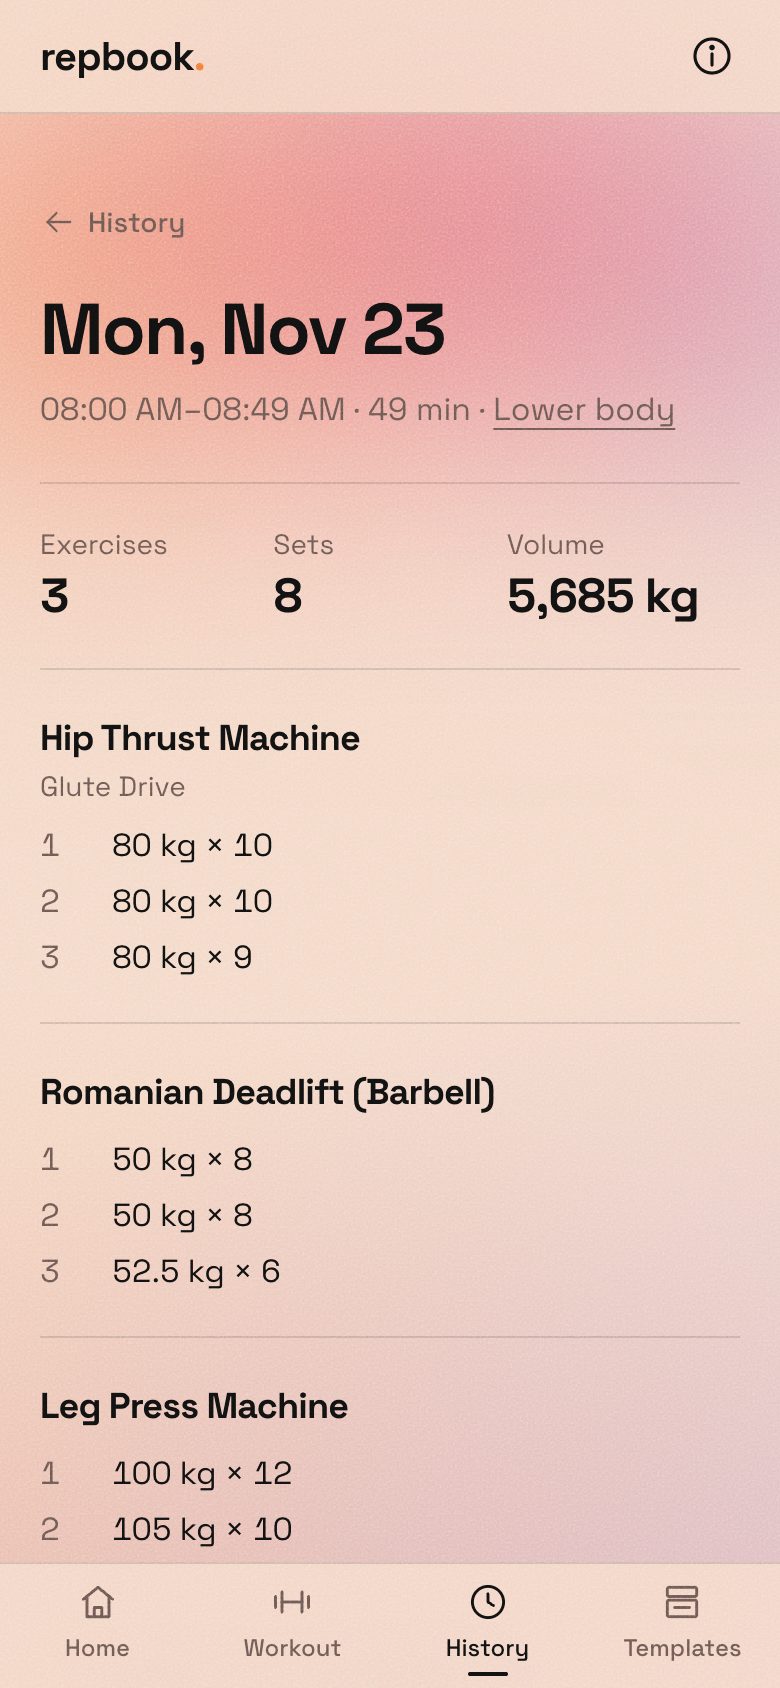 repbook.
← History
Mon, Nov 23
08:00 AM–08:49 AM · 49 min · Lower body
Exercises Sets Volume
3 8 5,685 kg
Hip Thrust Machine
Glute Drive
1 80 kg × 10
2 80 kg × 10
3 80 kg × 9
Romanian Deadlift (Barbell)
1 50 kg × 8
2 50 kg × 8
3 52.5 kg × 6
Leg Press Machine
1 100 kg × 12
2 105 kg × 10
Home Workout History Templates